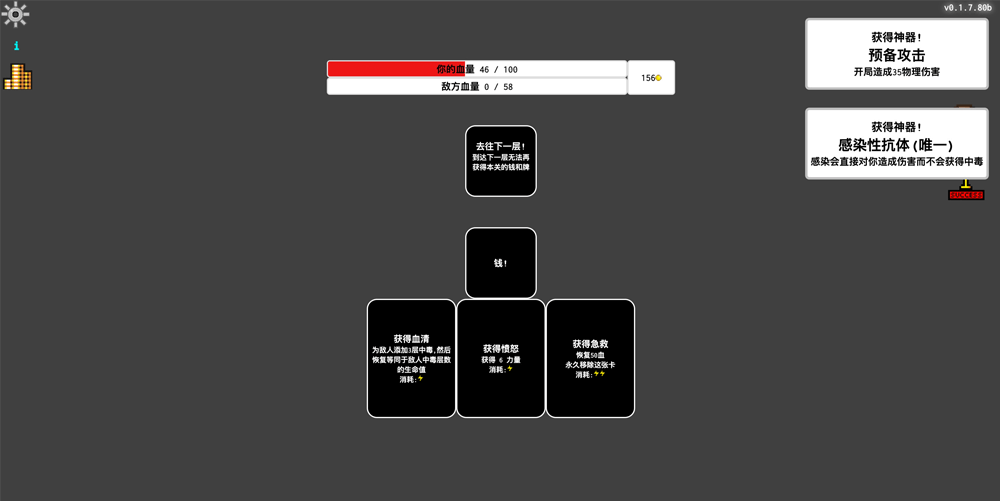 v0.1.7.80b
i
你的血量 46 / 100
敌方血量 0 / 58
156
获得神器!
预备攻击
开局造成35物理伤害
获得神器!
感染性抗体(唯一)
感染会直接对你造成伤害而不会获得中毒
SUCCESS
去往下一层!
到达下一层无法再
获得本关的钱和牌
钱!
获得血清
为敌人添加3层中毒,然后
恢复等同于敌人中毒层数
的生命值
消耗:
获得愤怒
获得 6 力量
消耗:
获得急救
恢复50血
永久移除这张卡
消耗: